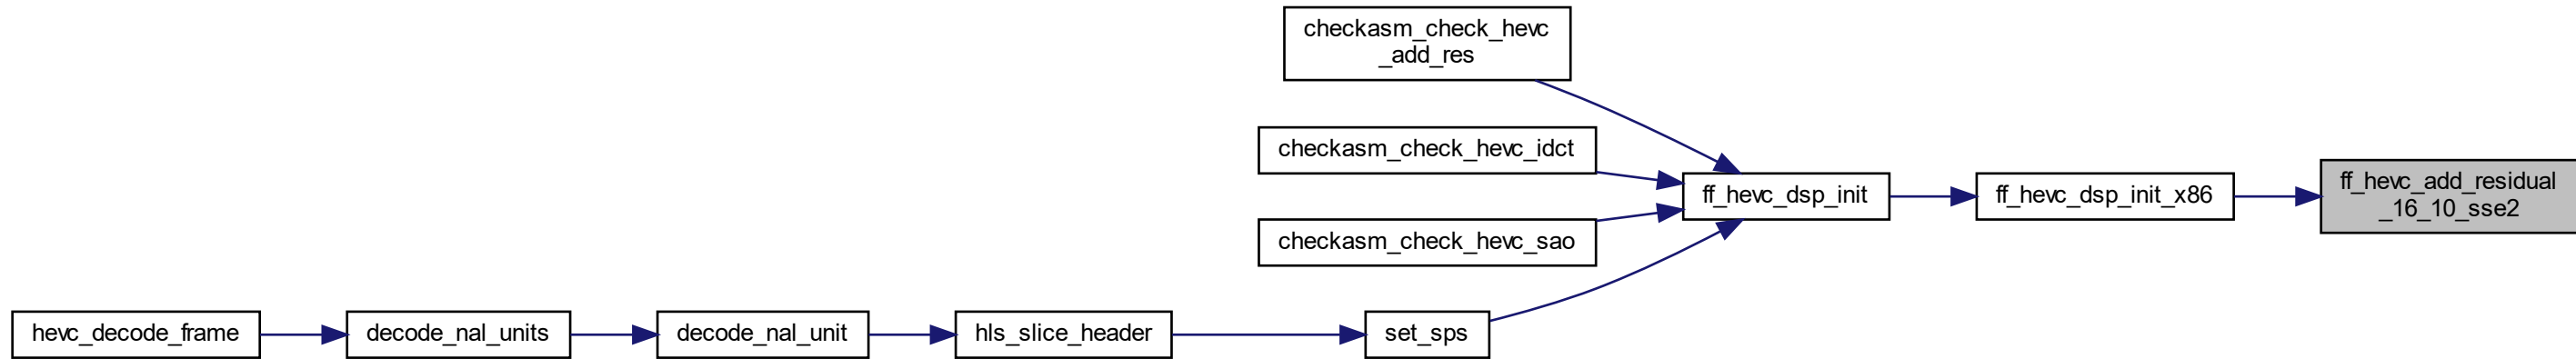 checkasm_check_hevc
_add_res
checkasm_check_hevc_idct
checkasm_check_hevc_sao
ff_hevc_dsp_init
ff_hevc_dsp_init_x86
ff_hevc_add_residual
_16_10_sse2
hevc_decode_frame
decode_nal_units
decode_nal_unit
hls_slice_header
set_sps